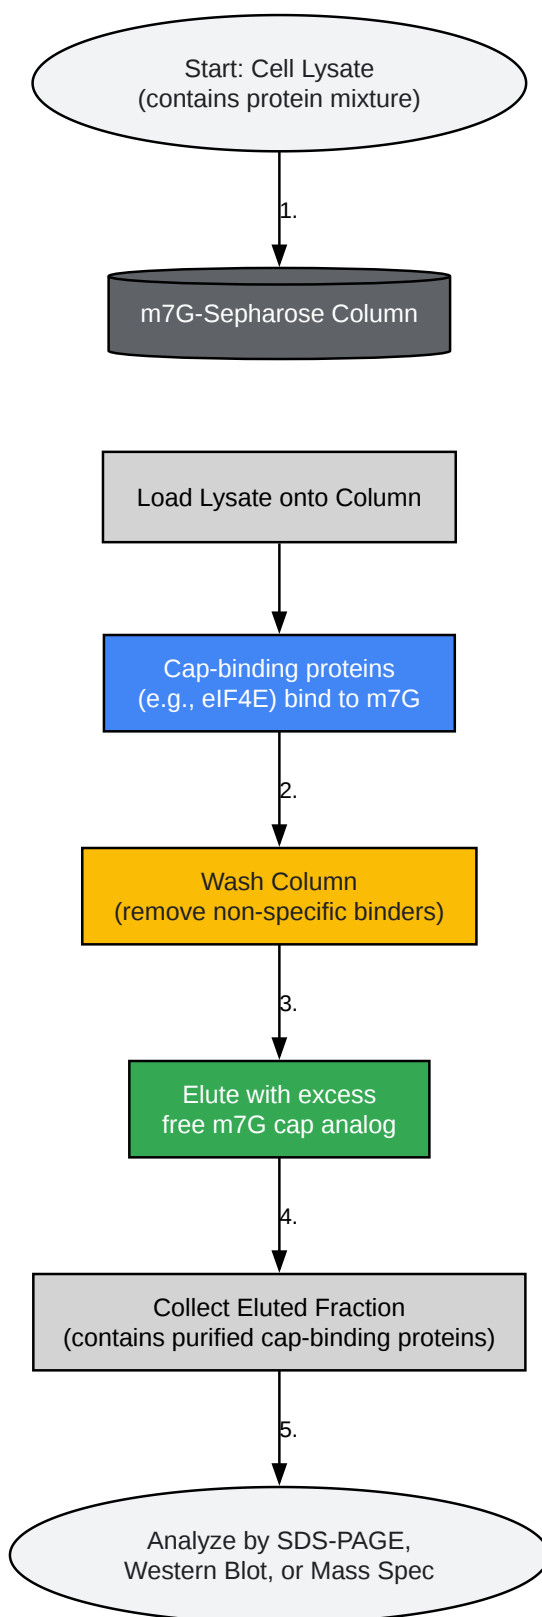 Start: Cell Lysate
(contains protein mixture)
1.
m7G-Sepharose Column
Load Lysate onto Column
Cap-binding proteins
(e.g., eIF4E) bind to m7G
2.
Wash Column
(remove non-specific binders)
3.
Elute with excess
free m7G cap analog
4.
Collect Eluted Fraction
(contains purified cap-binding proteins)
5.
Analyze by SDS-PAGE,
Western Blot, or Mass Spec